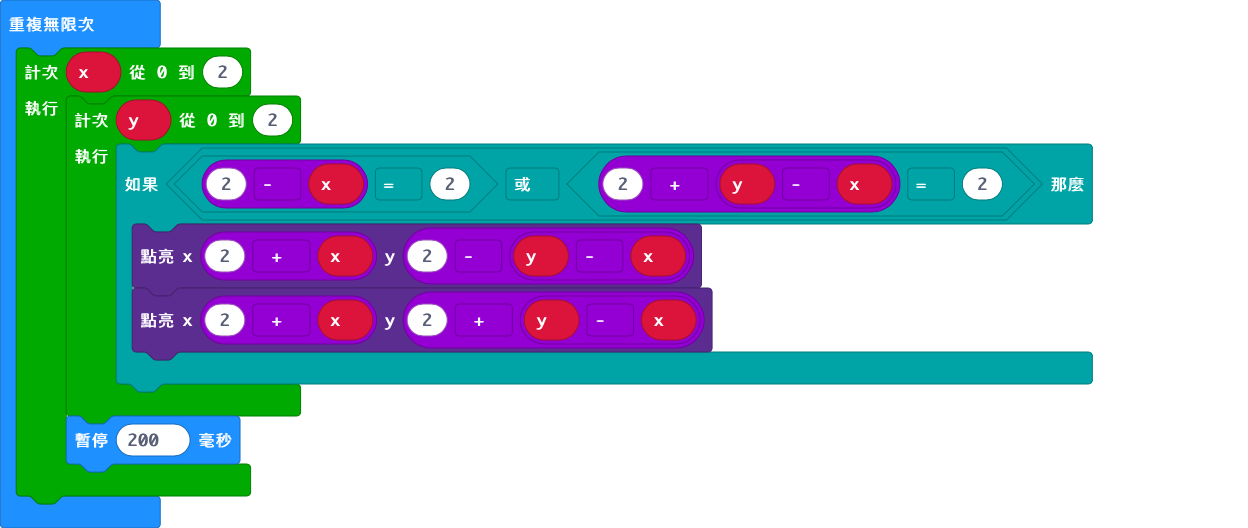 重複無限次
計次 x 從 0 到 2
執行
計次 y 從 0 到 2
執行
如果 2 - x = 2 或 2 + y - x = 2 那麼
點亮 x 2 + x y 2 - y - x
點亮 x 2 + x y 2 + y - x
暫停 200 毫秒